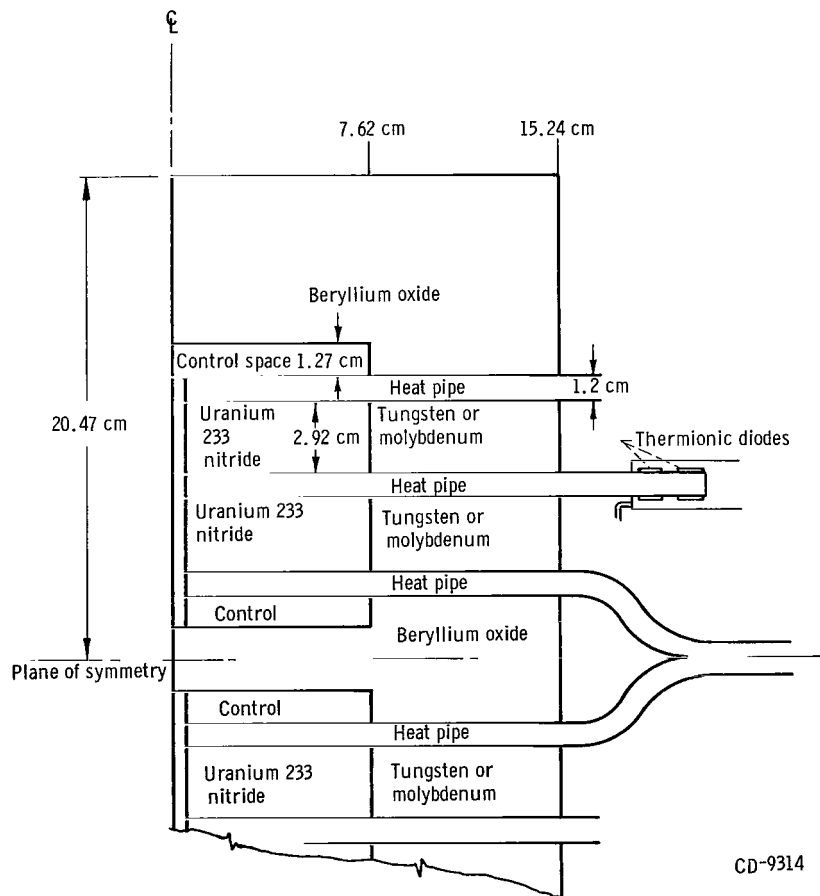 ℄
7.62 cm
15.24 cm
Beryllium oxide
Control space 1.27 cm
Heat pipe
1.2 cm
20.47 cm
Uranium
233
nitride
2.92 cm
Tungsten or
molybdenum
Thermionic diodes
Heat pipe
Uranium 233
nitride
Tungsten or
molybdenum
Heat pipe
Control
Beryllium oxide
Plane of symmetry
Control
Heat pipe
Uranium 233
nitride
Tungsten or
molybdenum
CD-9314